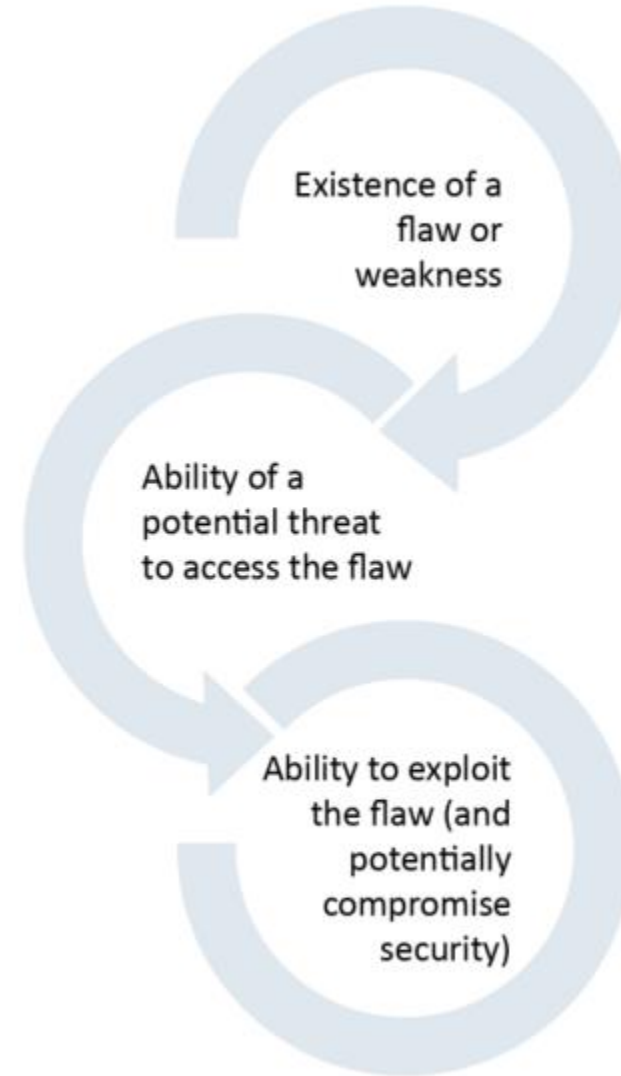 Existence of a
flaw or
weakness
Ability of a
potential threat
to access the flaw
Ability to exploit
the flaw (and
potentially
compromise
security)